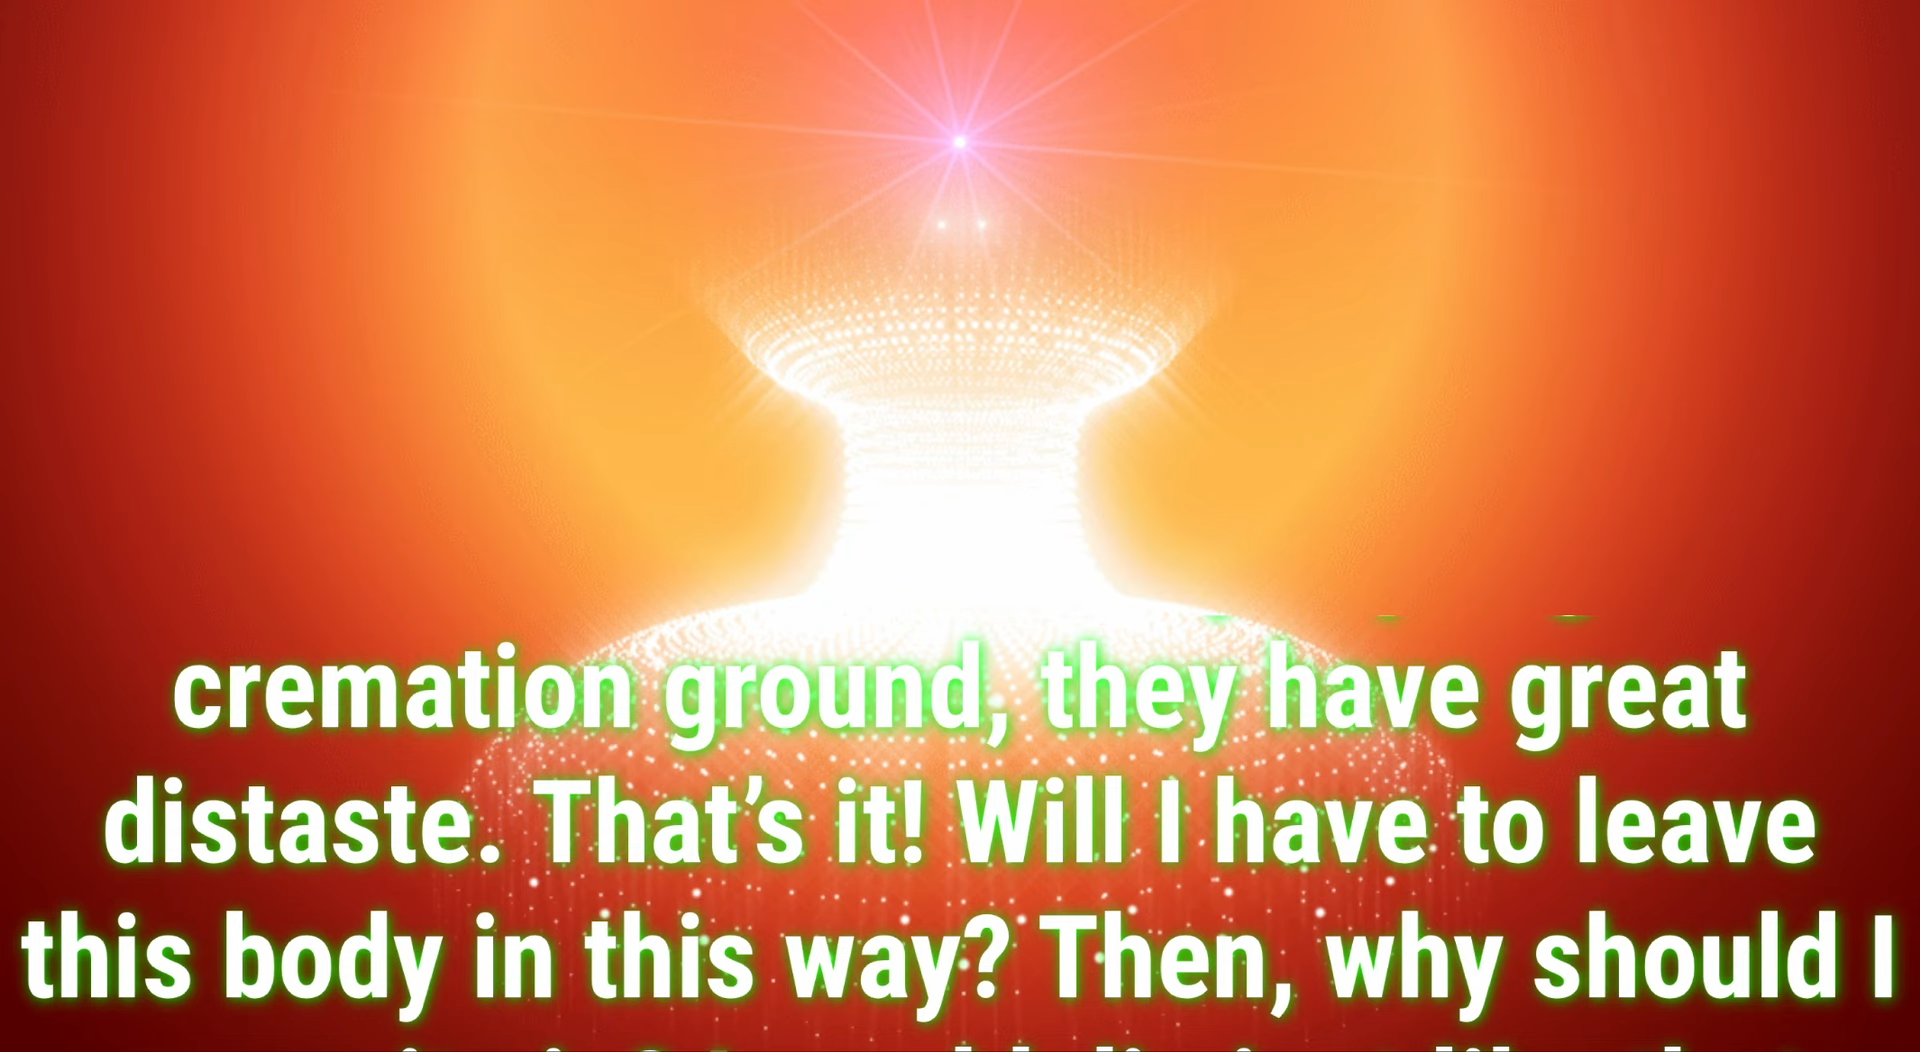 cremation ground, they have great
distaste. That’s it! Will I have to leave
this body in this way? Then, why should I